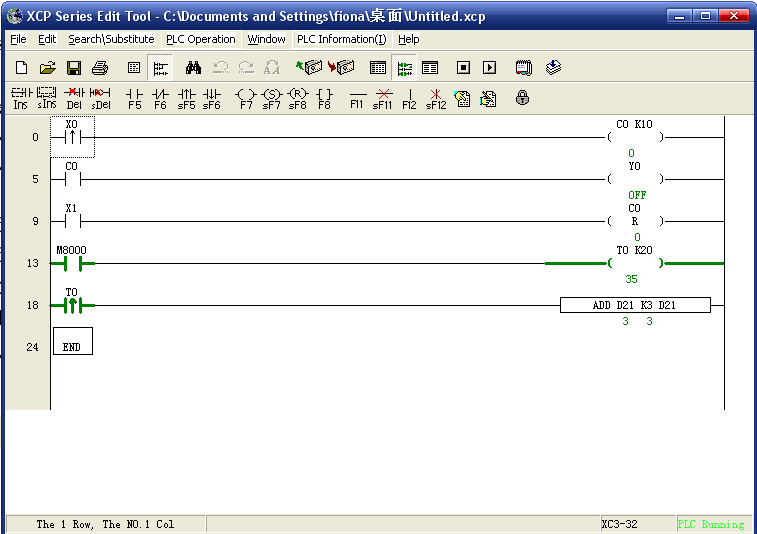 XCP Series Edit Tool - C:\Documents and Settings\fiona\桌面\Untitled.xcp
File Edit Search\Substitute PLC Operation Window PLC Information(I) Help
Ins sIns Del sDel F5 F6 sF5 sF6 F7 sF7 sF8 F8 F11 sF11 F12 sF12
X0 C0 K10
0
0
C0 Y0
5
OFF
X1 C0
9 R
0
M8000 T0 K20
13
35
T0
18 ADD D21 K3 D21
3 3
24 END
The 1 Row, The NO.1 Col XC3-32 PLC Running